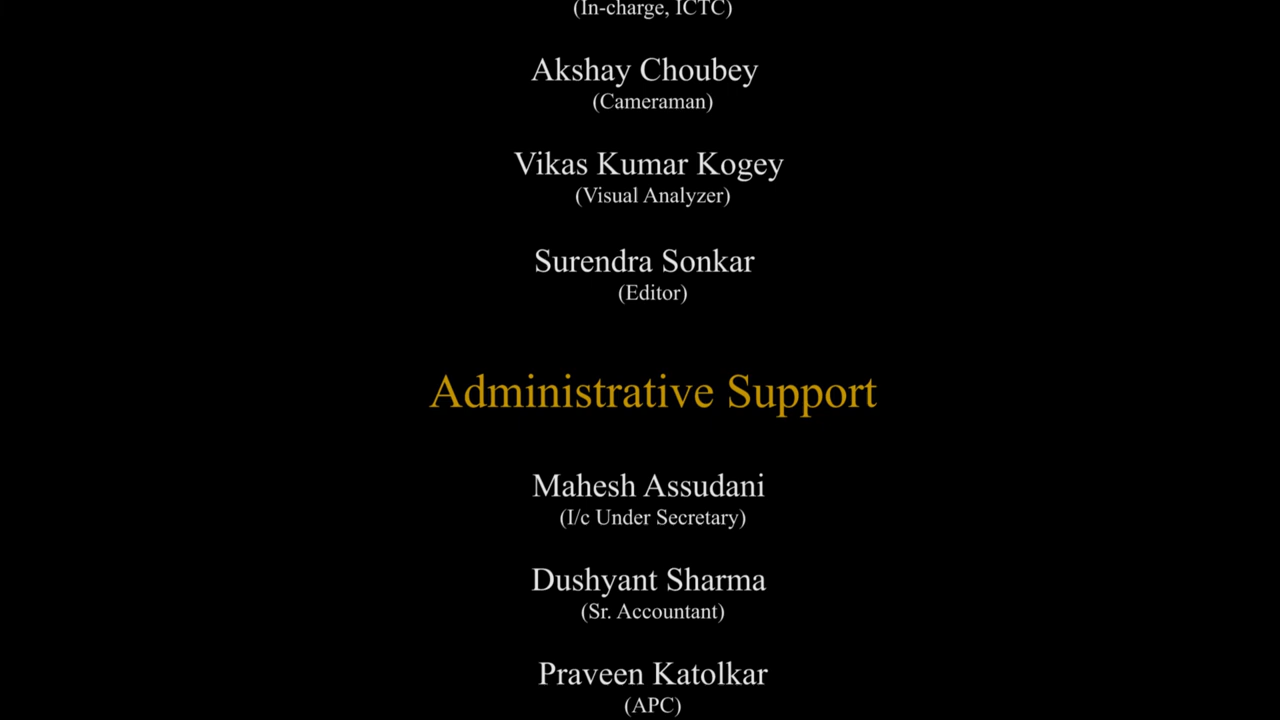 (In-charge, ICTC)
Akshay Choubey
(Cameraman)
Vikas Kumar Kogey
(Visual Analyzer)
Surendra Sonkar
(Editor)
Administrative Support
Mahesh Assudani
(I/c Under Secretary)
Dushyant Sharma
(Sr. Accountant)
Praveen Katolkar
(APC)